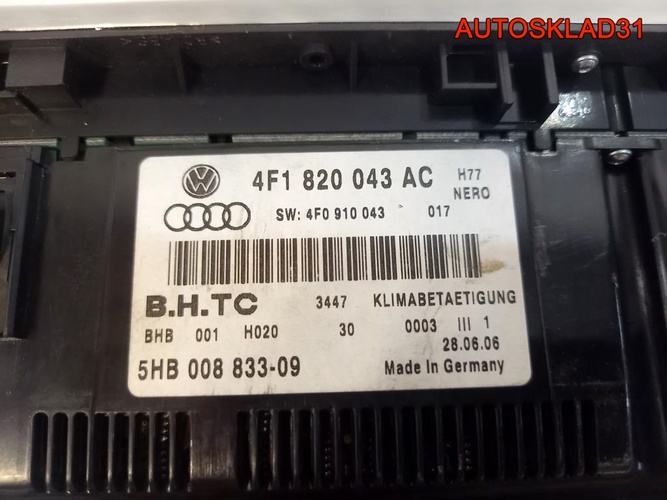 AUTOSKLAD31
4F1 820 043 AC H77
NERO
SW: 4F0 910 043 017
B.H.TC 3447 KLIMABETAETIGUNG
BHB 001 H020 30 0003 III 1
28.06.06
5HB 008 833-09 Made In Germany